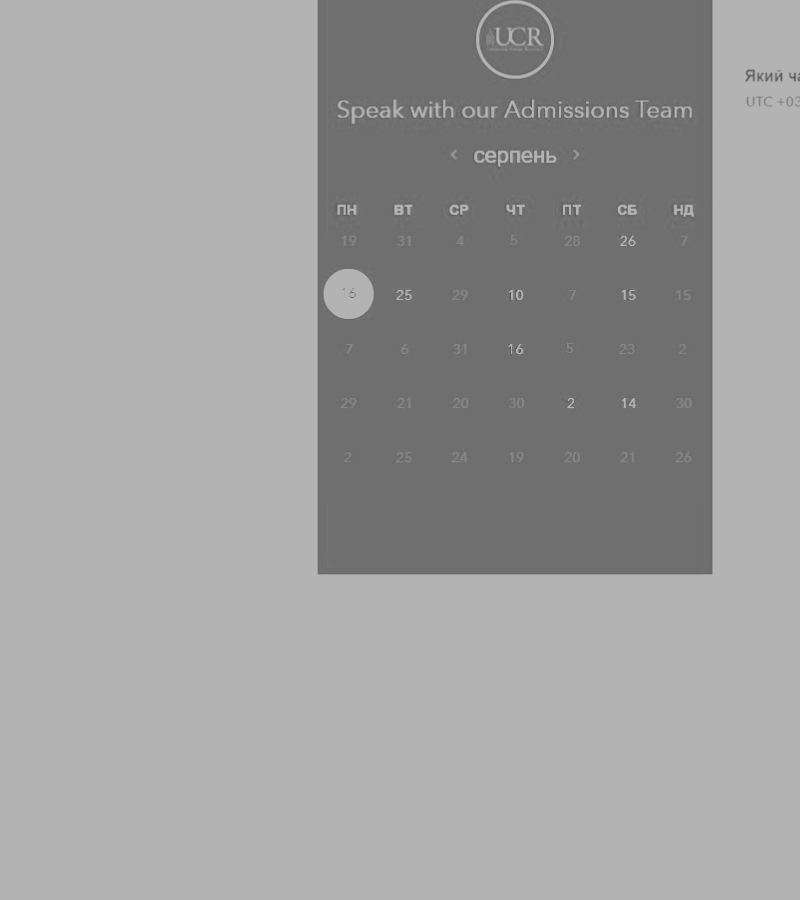 UCR
Speak with our Admissions Team
‹ серпень ›
ПН ВТ СР ЧТ ПТ СБ НД
19 31 4 5 28 26 7
16 25 29 10 7 15 15
7 6 31 16 5 23 2
29 21 20 30 2 14 30
2 25 24 19 20 21 26
Який ча
UTC +03